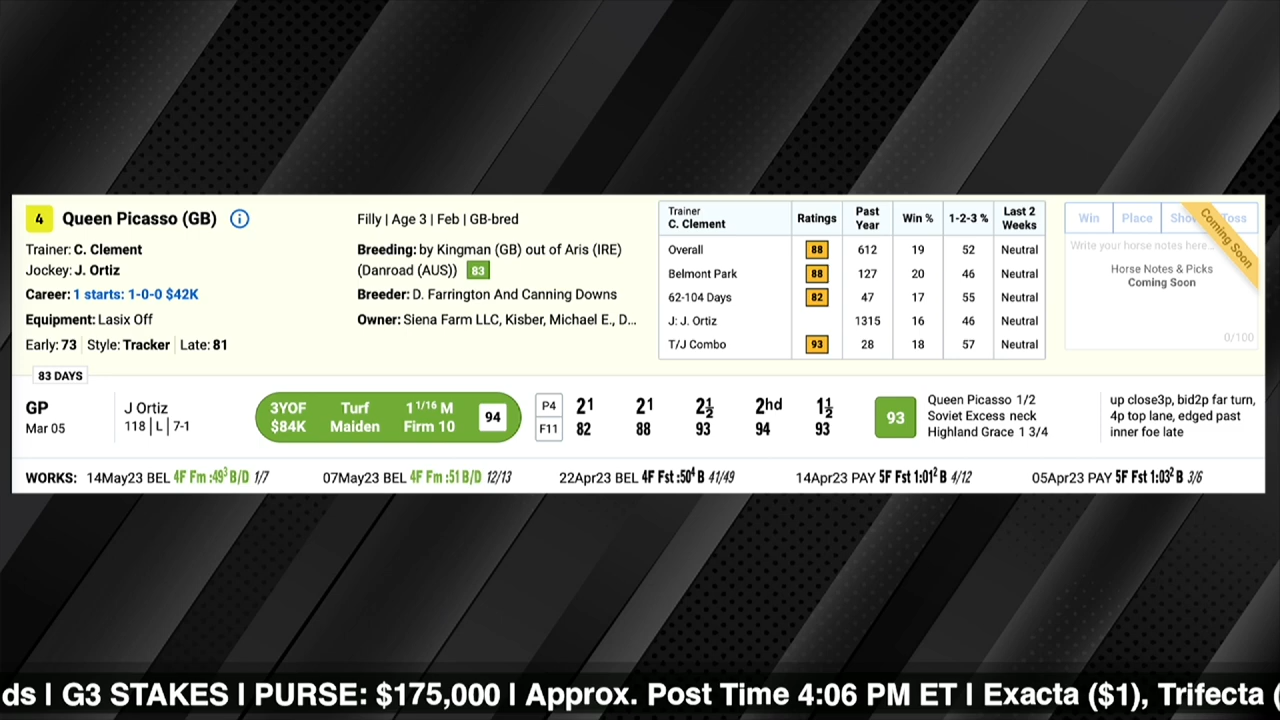 4 Queen Picasso (GB)
Trainer: C. Clement
Jockey: J. Ortiz
Career: 1 starts: 1-0-0 $42K
Equipment: Lasix Off
Early: 73 | Style: Tracker | Late: 81
Filly | Age 3 | Feb | GB-bred
Breeding: by Kingman (GB) out of Aris (IRE)
(Danroad (AUS)) 83
Breeder: D. Farrington And Canning Downs
Owner: Siena Farm LLC, Kisber, Michael E., D...
Trainer
C. Clement Ratings Past Year Win % 1-2-3 % Last 2 Weeks
Overall 88 612 19 52 Neutral
Belmont Park 88 127 20 46 Neutral
62-104 Days 82 47 17 55 Neutral
J: J. Ortiz 1315 16 46 Neutral
T/J Combo 93 28 18 57 Neutral
Win Place Toss
Coming Soon
Write your horse notes here...
Horse Notes & Picks
Coming Soon
0/100
83 DAYS
GP
Mar 05
J Ortiz
118 | L | 7-1
3YOF Turf 1 1/16 M
$84K Maiden Firm 10
94
P4
F11
2¹ 2¹ 2½ 2hd 1½
82 88 93 94 93
93
Queen Picasso 1/2
Soviet Excess neck
Highland Grace 1 3/4
up close3p, bid2p far turn,
4p top lane, edged past
inner foe late
WORKS: 14May23 BEL 4F Fm :49³ B/D 1/7 07May23 BEL 4F Fm :51 B/D 12/13 22Apr23 BEL 4F Fst :50⁴ B 41/49 14Apr23 PAY 5F Fst 1:01² B 4/12 05Apr23 PAY 5F Fst 1:03² B 3/6
ds | G3 STAKES | PURSE: $175,000 | Approx. Post Time 4:06 PM ET | Exacta ($1), Trifecta (